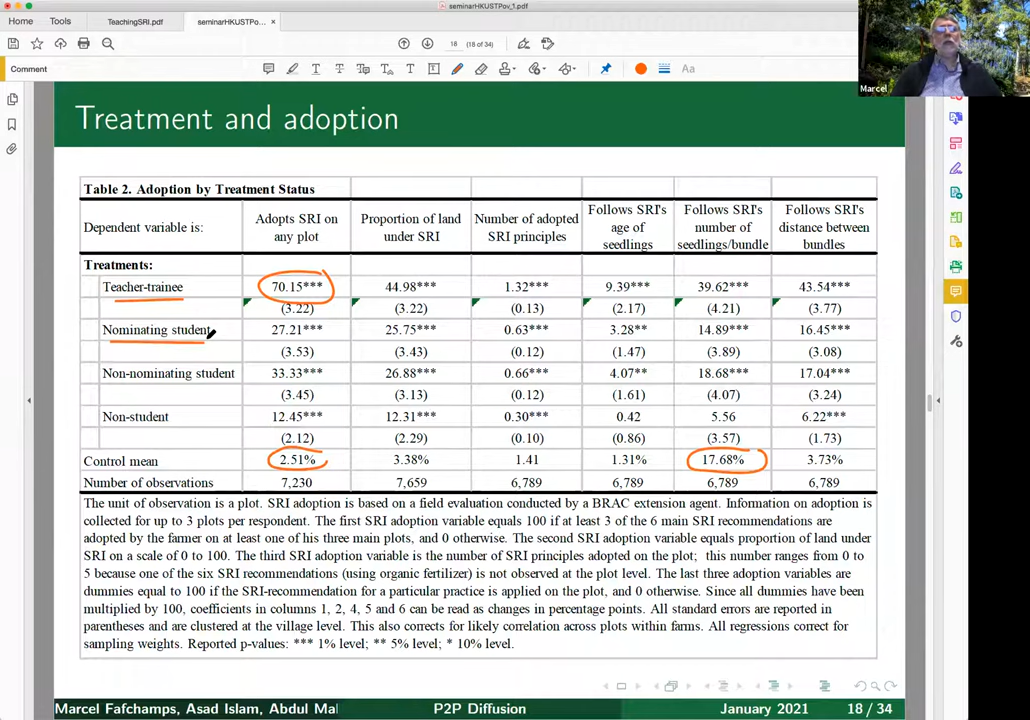 seminarHKUSTPov_1.pdf
Home Tools TeachingSRI.pdf seminarHKUSTPo... ×
18 (18 of 34)
Comment
Aa
Marcel
Treatment and adoption
Table 2. Adoption by Treatment Status
Dependent variable is: Adopts SRI on any plot Proportion of land under SRI Number of adopted SRI principles Follows SRI's age of seedlings Follows SRI's number of seedlings/bundle Follows SRI's distance between bundles
Treatments:
Teacher-trainee 70.15*** 44.98*** 1.32*** 9.39*** 39.62*** 43.54***
(3.22) (3.22) (0.13) (2.17) (4.21) (3.77)
Nominating student 27.21*** 25.75*** 0.63*** 3.28** 14.89*** 16.45***
(3.53) (3.43) (0.12) (1.47) (3.89) (3.08)
Non-nominating student 33.33*** 26.88*** 0.66*** 4.07** 18.68*** 17.04***
(3.45) (3.13) (0.12) (1.61) (4.07) (3.24)
Non-student 12.45*** 12.31*** 0.30*** 0.42 5.56 6.22***
(2.12) (2.29) (0.10) (0.86) (3.57) (1.73)
Control mean 2.51% 3.38% 1.41 1.31% 17.68% 3.73%
Number of observations 7,230 7,659 6,789 6,789 6,789 6,789
The unit of observation is a plot. SRI adoption is based on a field evaluation conducted by a BRAC extension agent. Information on adoption is
collected for up to 3 plots per respondent. The first SRI adoption variable equals 100 if at least 3 of the 6 main SRI recommendations are
adopted by the farmer on at least one of his three main plots, and 0 otherwise. The second SRI adoption variable equals proportion of land under
SRI on a scale of 0 to 100. The third SRI adoption variable is the number of SRI principles adopted on the plot; this number ranges from 0 to
5 because one of the six SRI recommendations (using organic fertilizer) is not observed at the plot level. The last three adoption variables are
dummies equal to 100 if the SRI-recommendation for a particular practice is applied on the plot, and 0 otherwise. Since all dummies have been
multiplied by 100, coefficients in columns 1, 2, 4, 5 and 6 can be read as changes in percentage points. All standard errors are reported in
parentheses and are clustered at the village level. This also corrects for likely correlation across plots within farms. All regressions correct for
sampling weights. Reported p-values: *** 1% level; ** 5% level; * 10% level.
Marcel Fafchamps, Asad Islam, Abdul Mal P2P Diffusion January 2021 18 / 34